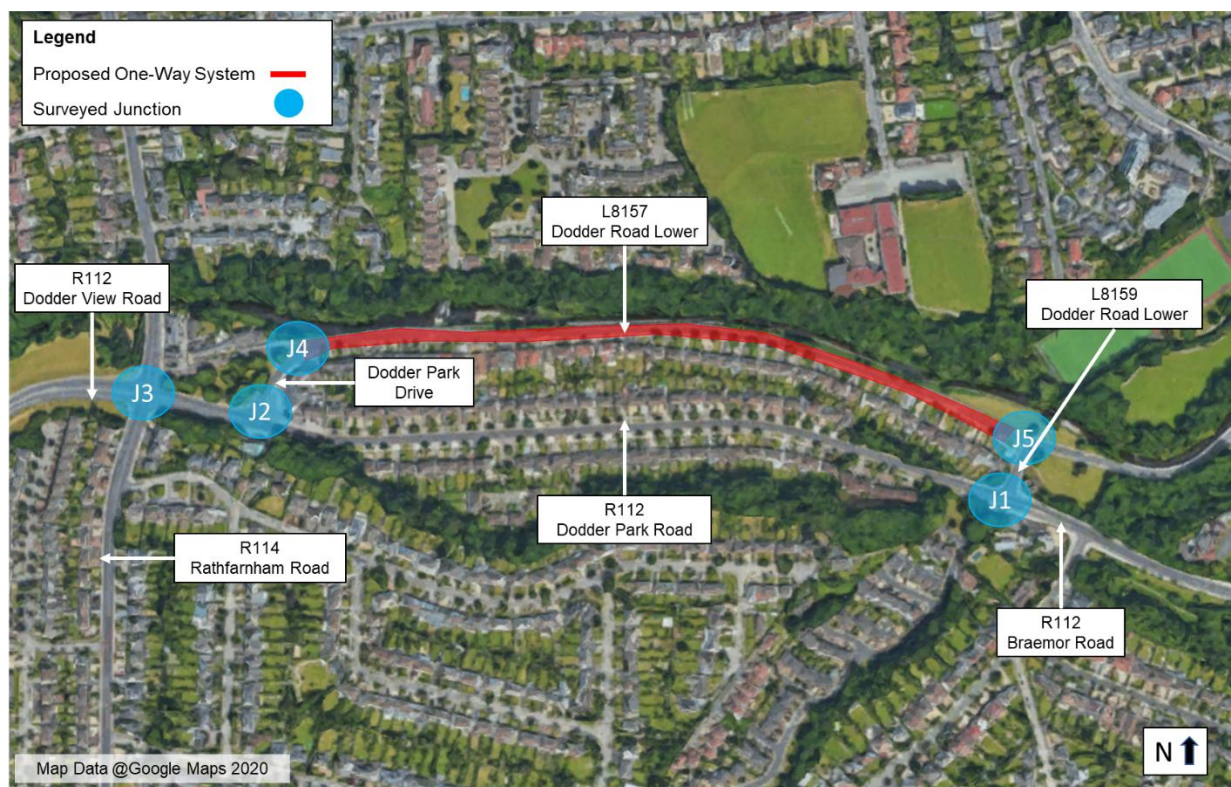 Legend
Proposed One-Way System
Surveyed Junction
L8157
Dodder Road Lower
R112
Dodder View Road
L8159
Dodder Road Lower
J4
Dodder Park
Drive
J3
J2
J5
J1
R112
Dodder Park Road
R114
Rathfarnham Road
R112
Braemor Road
N
Map Data @Google Maps 2020